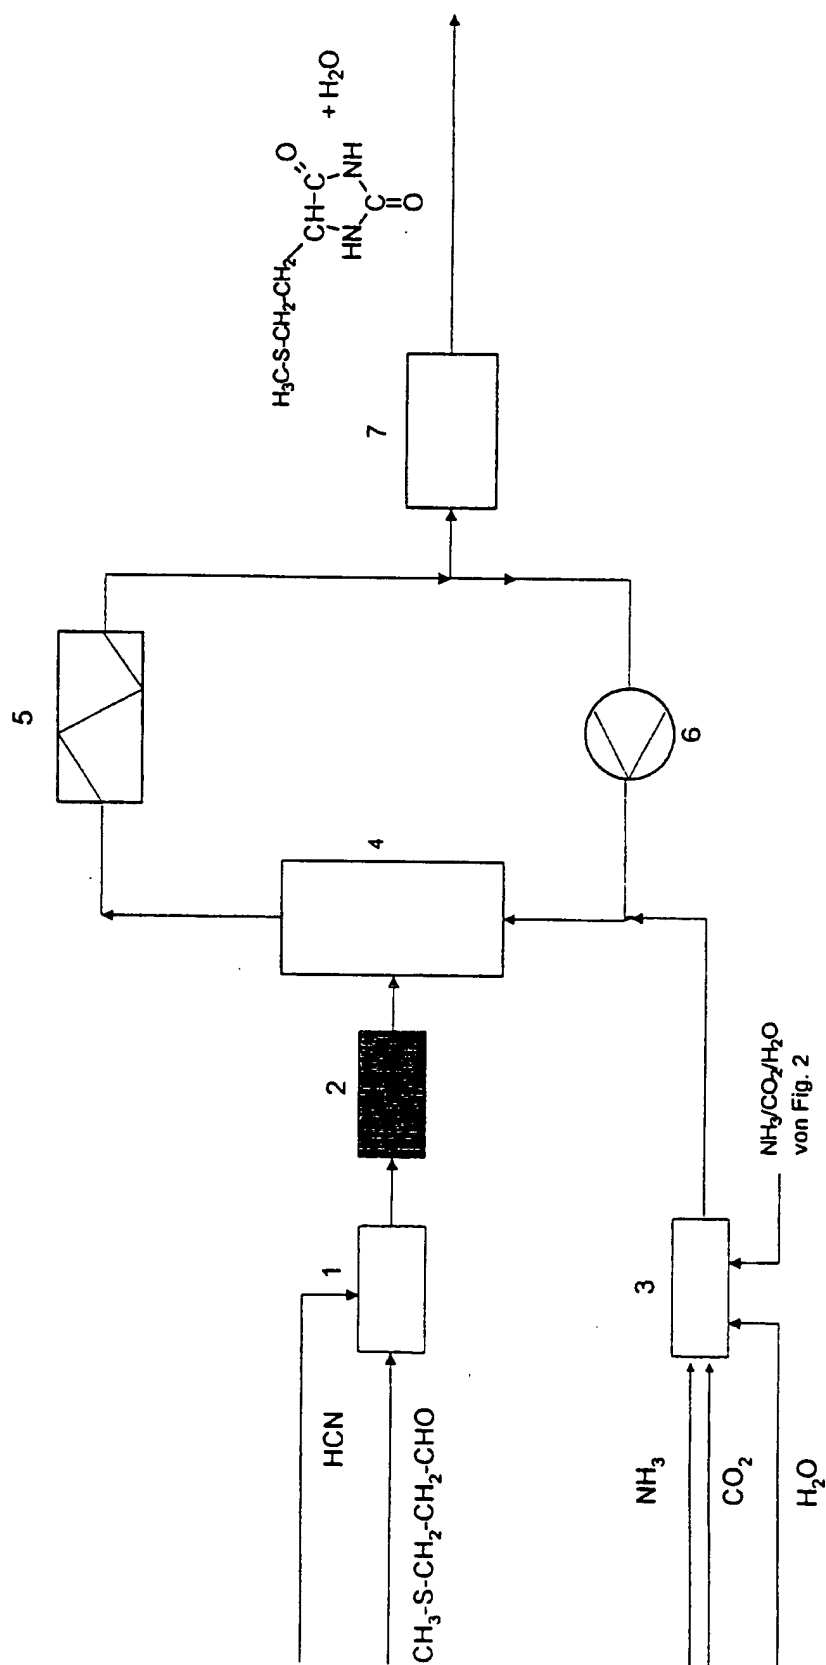 HCN
CH₃-S-CH₂-CH₂-CHO
1
2
NH₃
CO₂
H₂O
3
NH₃/CO₂/H₂O
von Fig. 2
4
5
6
7
H₃C-S-CH₂-CH₂
CH-C
O
HN
NH
C
O
+ H₂O